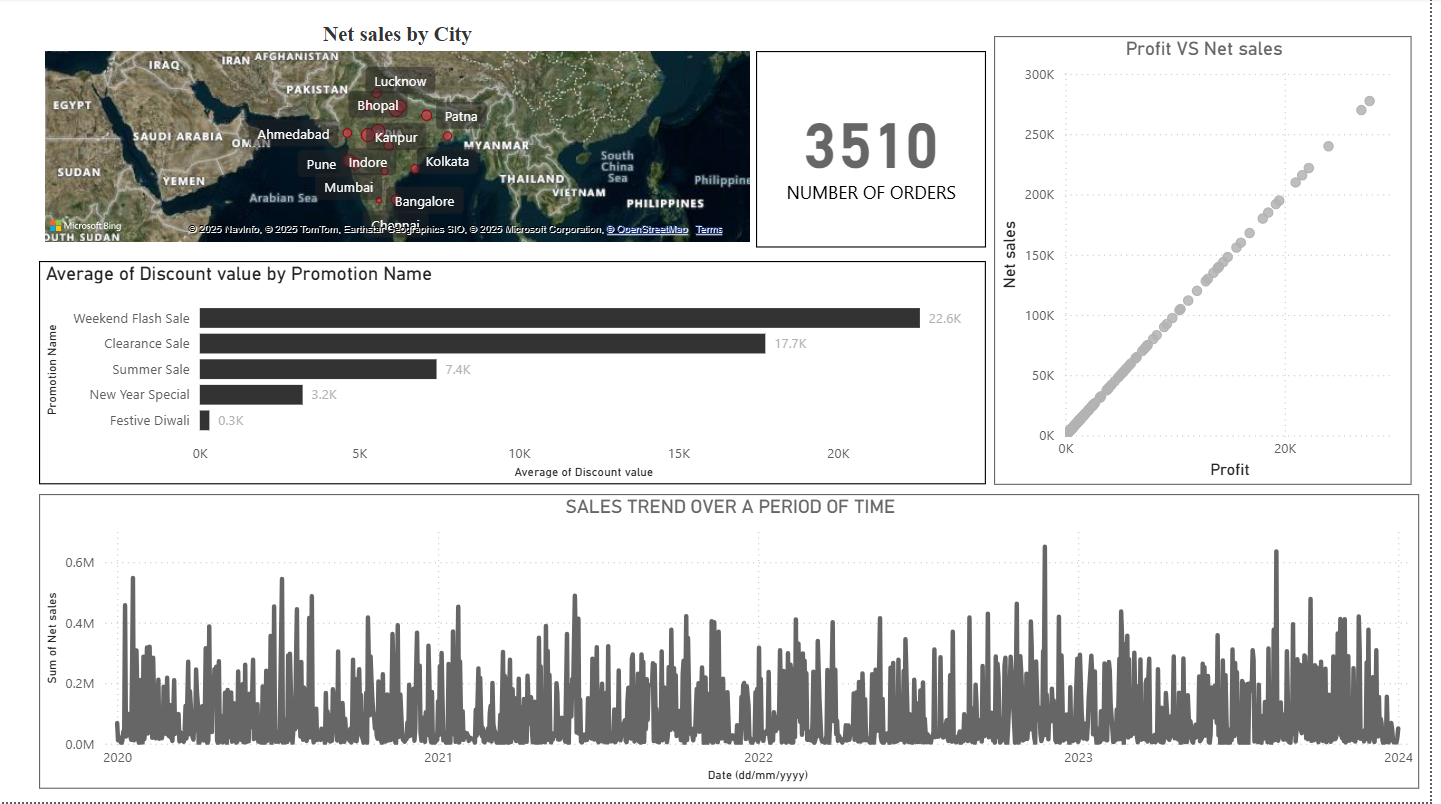 Net sales by City
IRAQ
IRAN
AFGHANISTAN
PAKISTAN
EGYPT
SAUDI ARABIA
OMAN
SUDAN
YEMEN
Arabian Sea
MYANMAR
THAILAND
VIETNAM
South
China
Sea
Philippine
PHILIPPINES
OUTH SUDAN
Lucknow
Bhopal
Patna
Ahmedabad
Kanpur
Pune
Indore
Kolkata
Mumbai
Bangalore
Chennai
Microsoft Bing
© 2025 NavInfo, © 2025 TomTom, Earthstar Geographics SIO, © 2025 Microsoft Corporation, © OpenStreetMap Terms
3510
NUMBER OF ORDERS
Profit VS Net sales
Net sales
300K
250K
200K
150K
100K
50K
0K
0K 20K
Profit
Average of Discount value by Promotion Name
Promotion Name
Weekend Flash Sale 22.6K
Clearance Sale 17.7K
Summer Sale 7.4K
New Year Special 3.2K
Festive Diwali 0.3K
0K 5K 10K 15K 20K
Average of Discount value
SALES TREND OVER A PERIOD OF TIME
Sum of Net sales
0.6M
0.4M
0.2M
0.0M
2020 2021 2022 2023 2024
Date (dd/mm/yyyy)